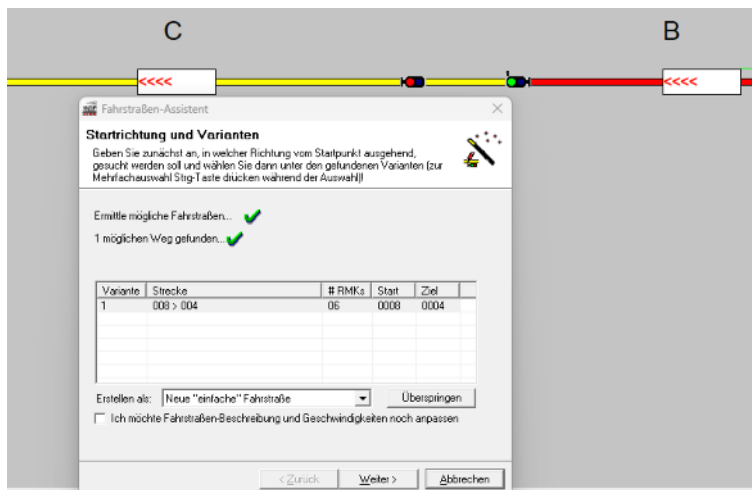 C B
<<<< <<<<
Fahrstraßen-Assistent
Startrichtung und Varianten
Geben Sie zunächst an, in welcher Richtung vom Startpunkt ausgehend,
gesucht werden soll und wählen Sie dann unter den gefundenen Varianten (zur
Mehrfachauswahl Strg-Taste drücken während der Auswahl)!
Ermittle mögliche Fahrstraßen...
1 möglichen Weg gefunden...
Variante Strecke # RMKs Start Ziel
1 008 > 004 06 0008 0004
Erstellen als: Neue "einfache" Fahrstraße Überspringen
Ich möchte Fahrstraßen-Beschreibung und Geschwindigkeiten noch anpassen
< Zurück Weiter > Abbrechen